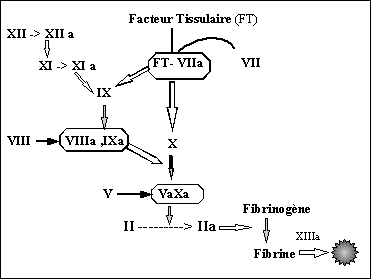 Facteur Tissulaire (FT)
XII -> XII a
XI -> XI a
FT- VIIa
VII
IX
VIII
VIIIa ,IXa
X
V
VaXa
II ----------> IIa
Fibrinogène
XIIIa
Fibrine